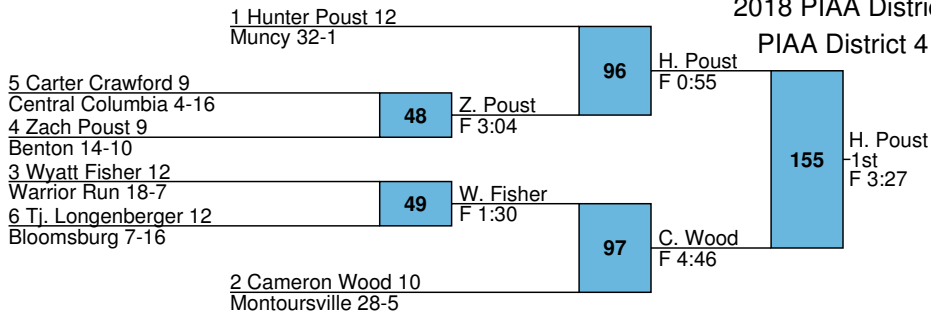 2018 PIAA Distri
PIAA District 4
1 Hunter Poust 12
Muncy 32-1
96
H. Poust
F 0:55
5 Carter Crawford 9
Central Columbia 4-16
48
Z. Poust
F 3:04
4 Zach Poust 9
Benton 14-10
155
H. Poust
1st
F 3:27
3 Wyatt Fisher 12
Warrior Run 18-7
49
W. Fisher
F 1:30
6 Tj. Longenberger 12
Bloomsburg 7-16
97
C. Wood
F 4:46
2 Cameron Wood 10
Montoursville 28-5